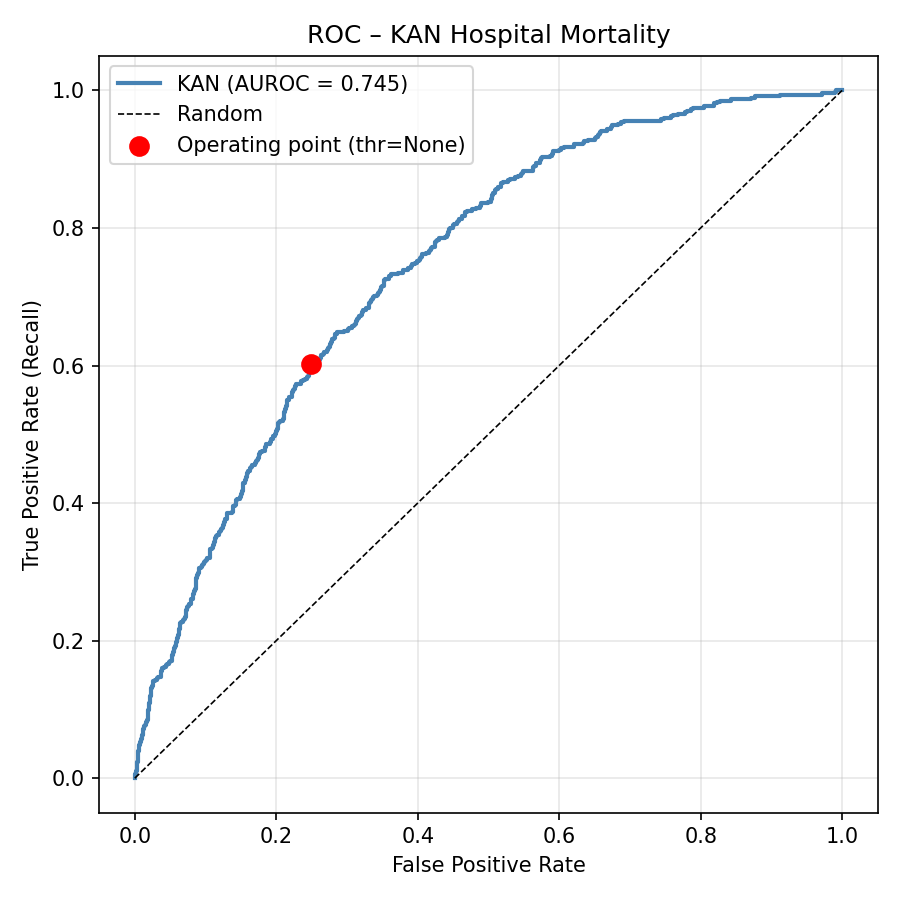 ROC – KAN Hospital Mortality
KAN (AUROC = 0.745)
Random
Operating point (thr=None)
True Positive Rate (Recall)
1.0
0.8
0.6
0.4
0.2
0.0
0.0 0.2 0.4 0.6 0.8 1.0
False Positive Rate